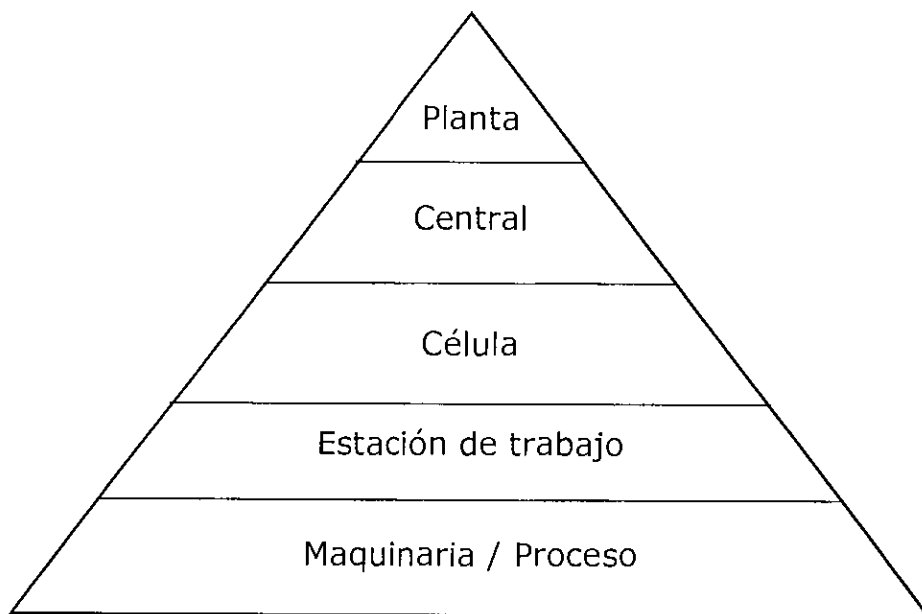 Planta
Central
Célula
Estación de trabajo
Maquinaria / Proceso